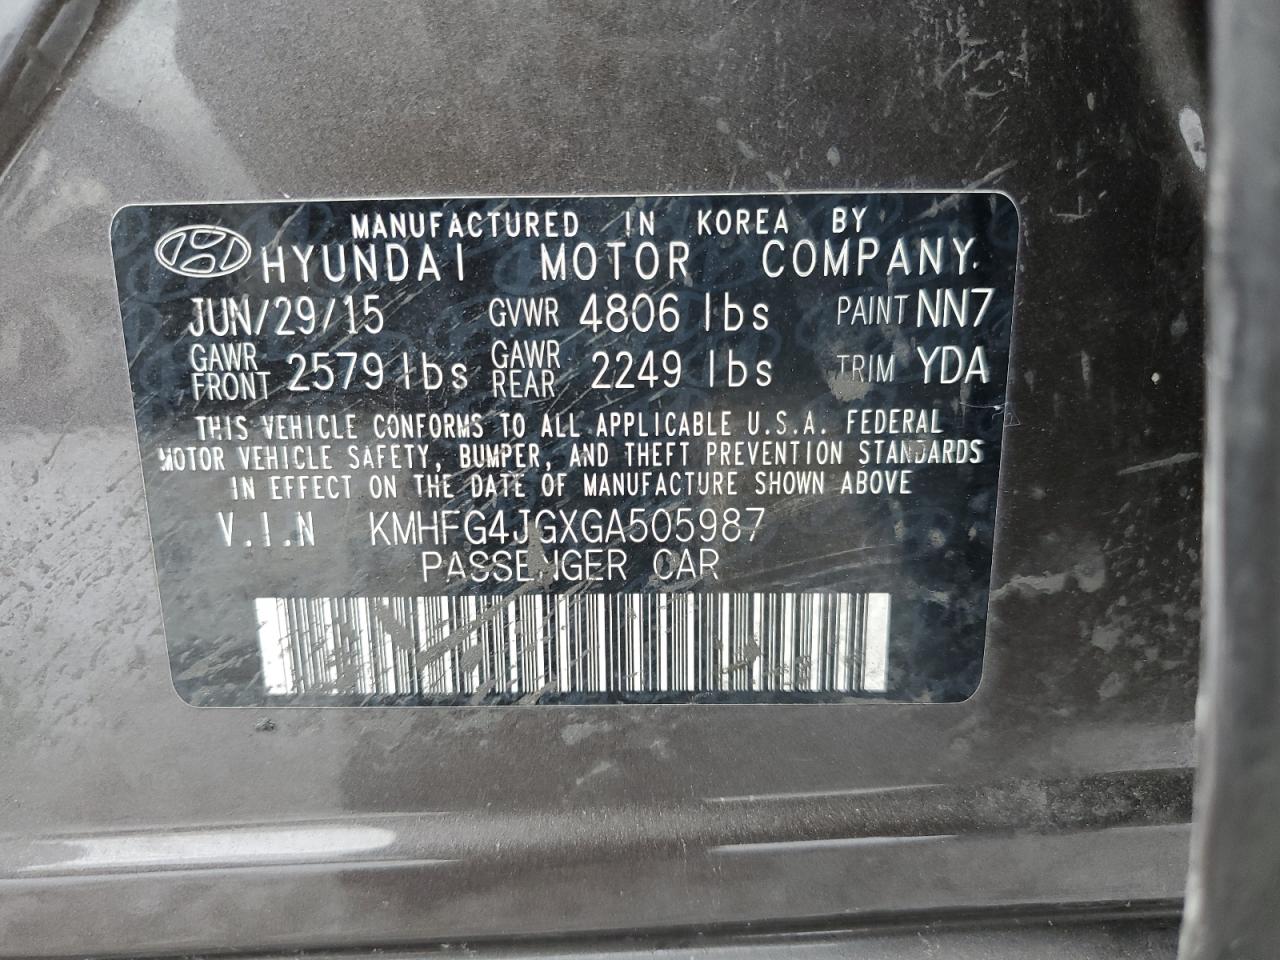 MANUFACTURED IN KOREA BY
HYUNDAI MOTOR COMPANY.
JUN/29/15 GVWR 4806 lbs PAINT NN7
GAWR FRONT 2579 lbs GAWR REAR 2249 lbs TRIM YDA
THIS VEHICLE CONFORMS TO ALL APPLICABLE U.S.A. FEDERAL
MOTOR VEHICLE SAFETY, BUMPER, AND THEFT PREVENTION STANDARDS
IN EFFECT ON THE DATE OF MANUFACTURE SHOWN ABOVE
V.I.N KMHFG4JGXGA505987
PASSENGER CAR